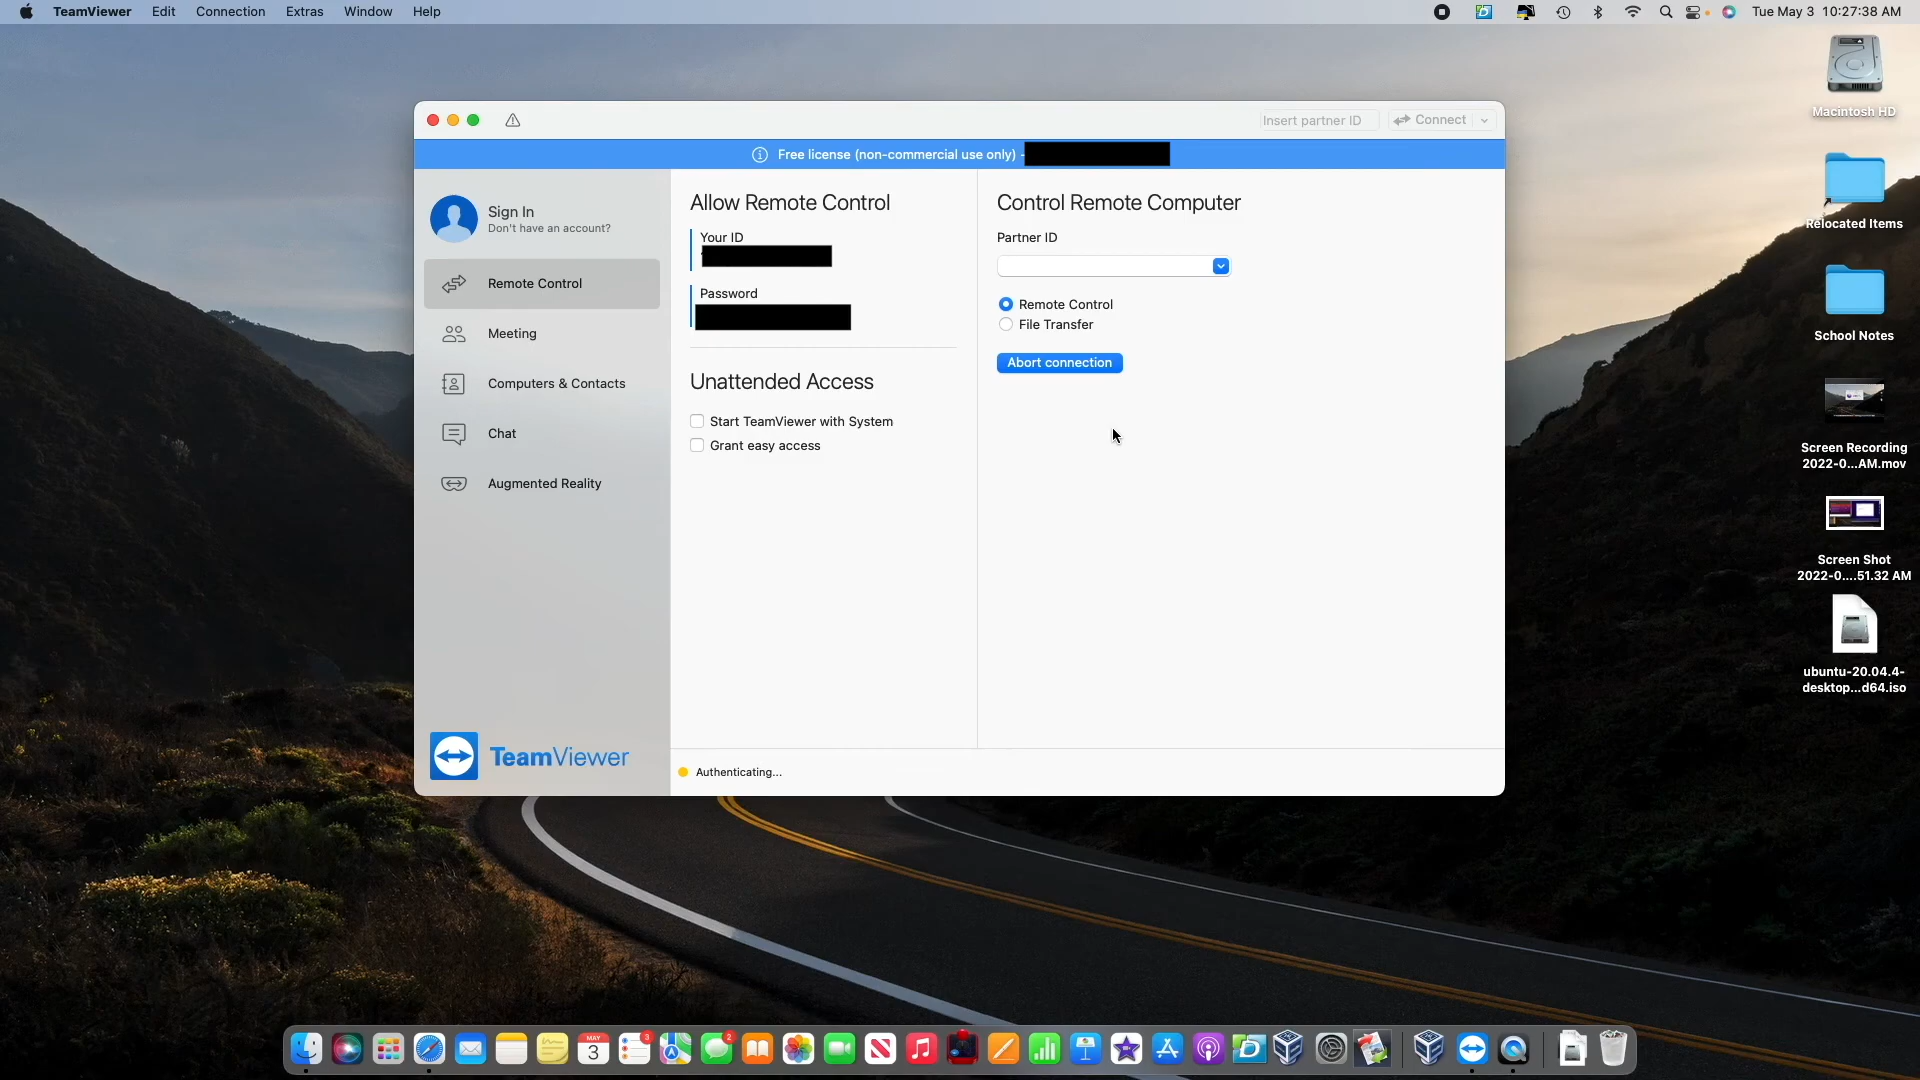 TeamViewer Edit Connection Extras Window Help
Tue May 3 10:27:38 AM
Insert partner ID
Connect
Free license (non-commercial use only) -
Sign In
Don't have an account?
Remote Control
Meeting
Computers & Contacts
Chat
Augmented Reality
TeamViewer
Allow Remote Control
Your ID
Password
Unattended Access
Start TeamViewer with System
Grant easy access
Control Remote Computer
Partner ID
Remote Control
File Transfer
Abort connection
Authenticating...
Macintosh HD
Relocated Items
School Notes
Screen Recording
2022-0...AM.mov
Screen Shot
2022-0....51.32 AM
ubuntu-20.04.4-
desktop...d64.iso
MAY
3
3
2